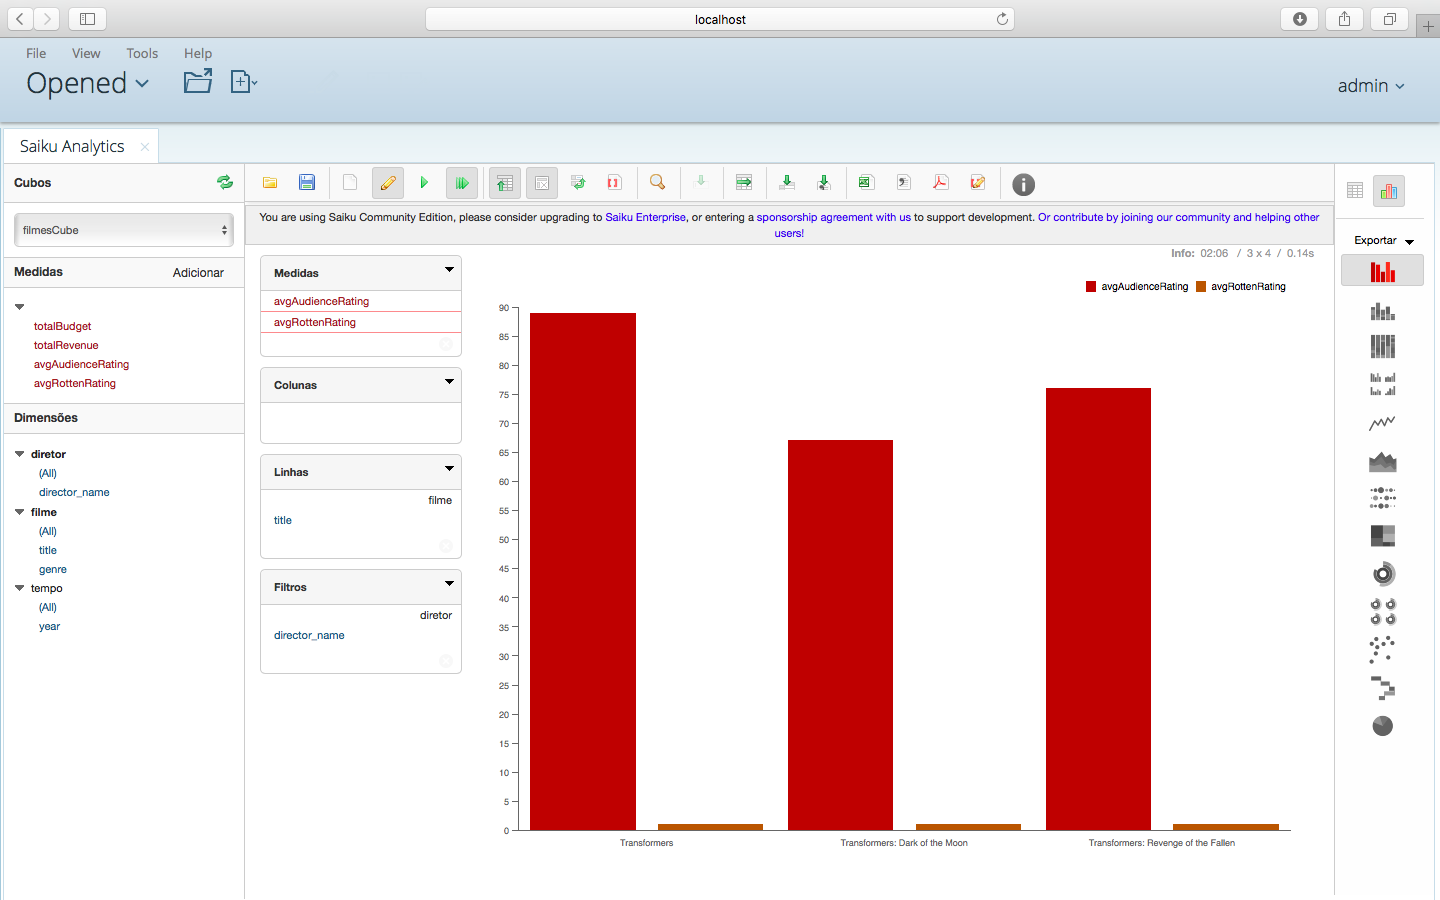 localhost
File View Tools Help
Opened
admin
Saiku Analytics
Cubos
filmesCube
Medidas Adicionar
totalBudget
totalRevenue
avgAudienceRating
avgRottenRating
Dimensões
diretor
(All)
director_name
filme
(All)
title
genre
tempo
(All)
year
You are using Saiku Community Edition, please consider upgrading to Saiku Enterprise, or entering a sponsorship agreement with us to support development. Or contribute by joining our community and helping other
users!
Medidas
avgAudienceRating
avgRottenRating
Colunas
Linhas
filme
title
Filtros
diretor
director_name
Info: 02:06 / 3 x 4 / 0.14s
avgAudienceRating avgRottenRating
90
85
80
75
70
65
60
55
50
45
40
35
30
25
20
15
10
5
0
Transformers Transformers: Dark of the Moon Transformers: Revenge of the Fallen
Exportar